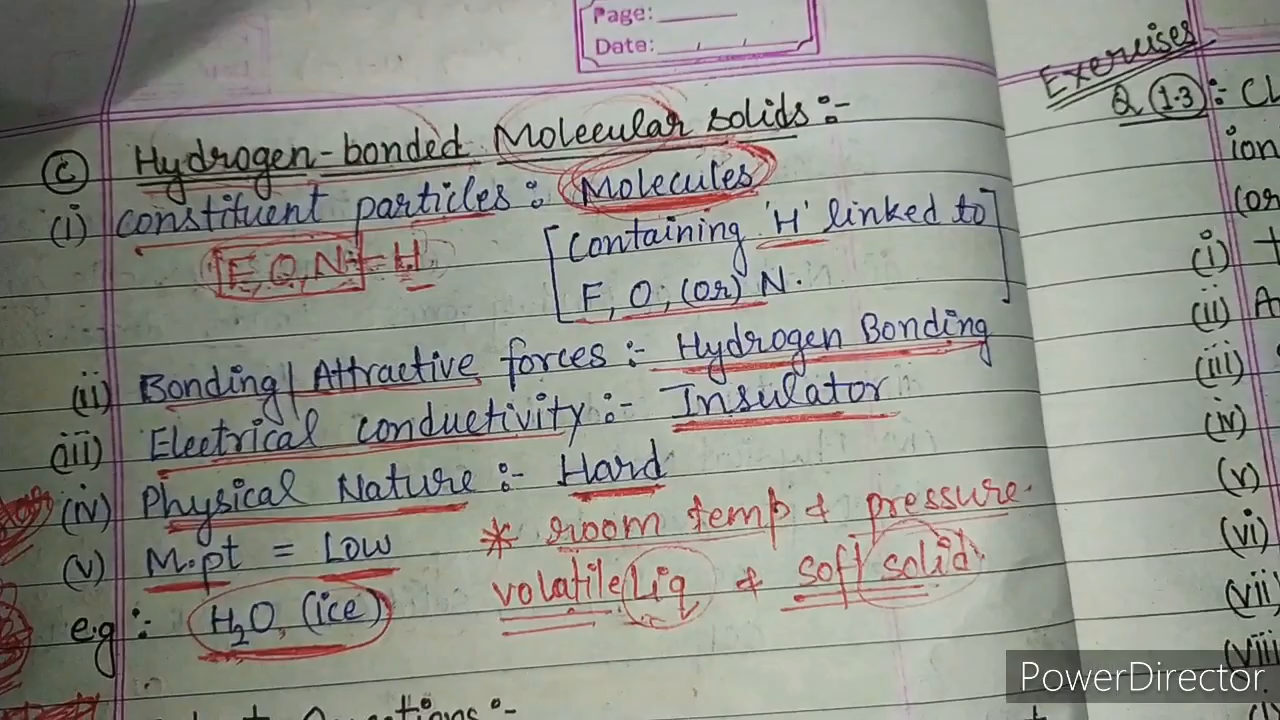 Page:
Date:
Exercises
Ⓒ Hydrogen-bonded Molecular solids :-
(i) constituent particles : Molecules
F, O, N - H
[containing 'H' linked to
F, O, (or) N.]
(ii) Bonding | Attractive forces :- Hydrogen Bonding
(iii) Electrical conductivity :- Insulator
(iv) Physical Nature :- Hard
(v) M.pt = Low
* room temp & pressure.
volatile Liq & soft solid.
eg : H₂O (ice)
Q (1.3) :- Cl
ion
(or
(i)
(ii) A
(iii)
(iv)
(v)
(vi)
(vii)
(viii
PowerDirector